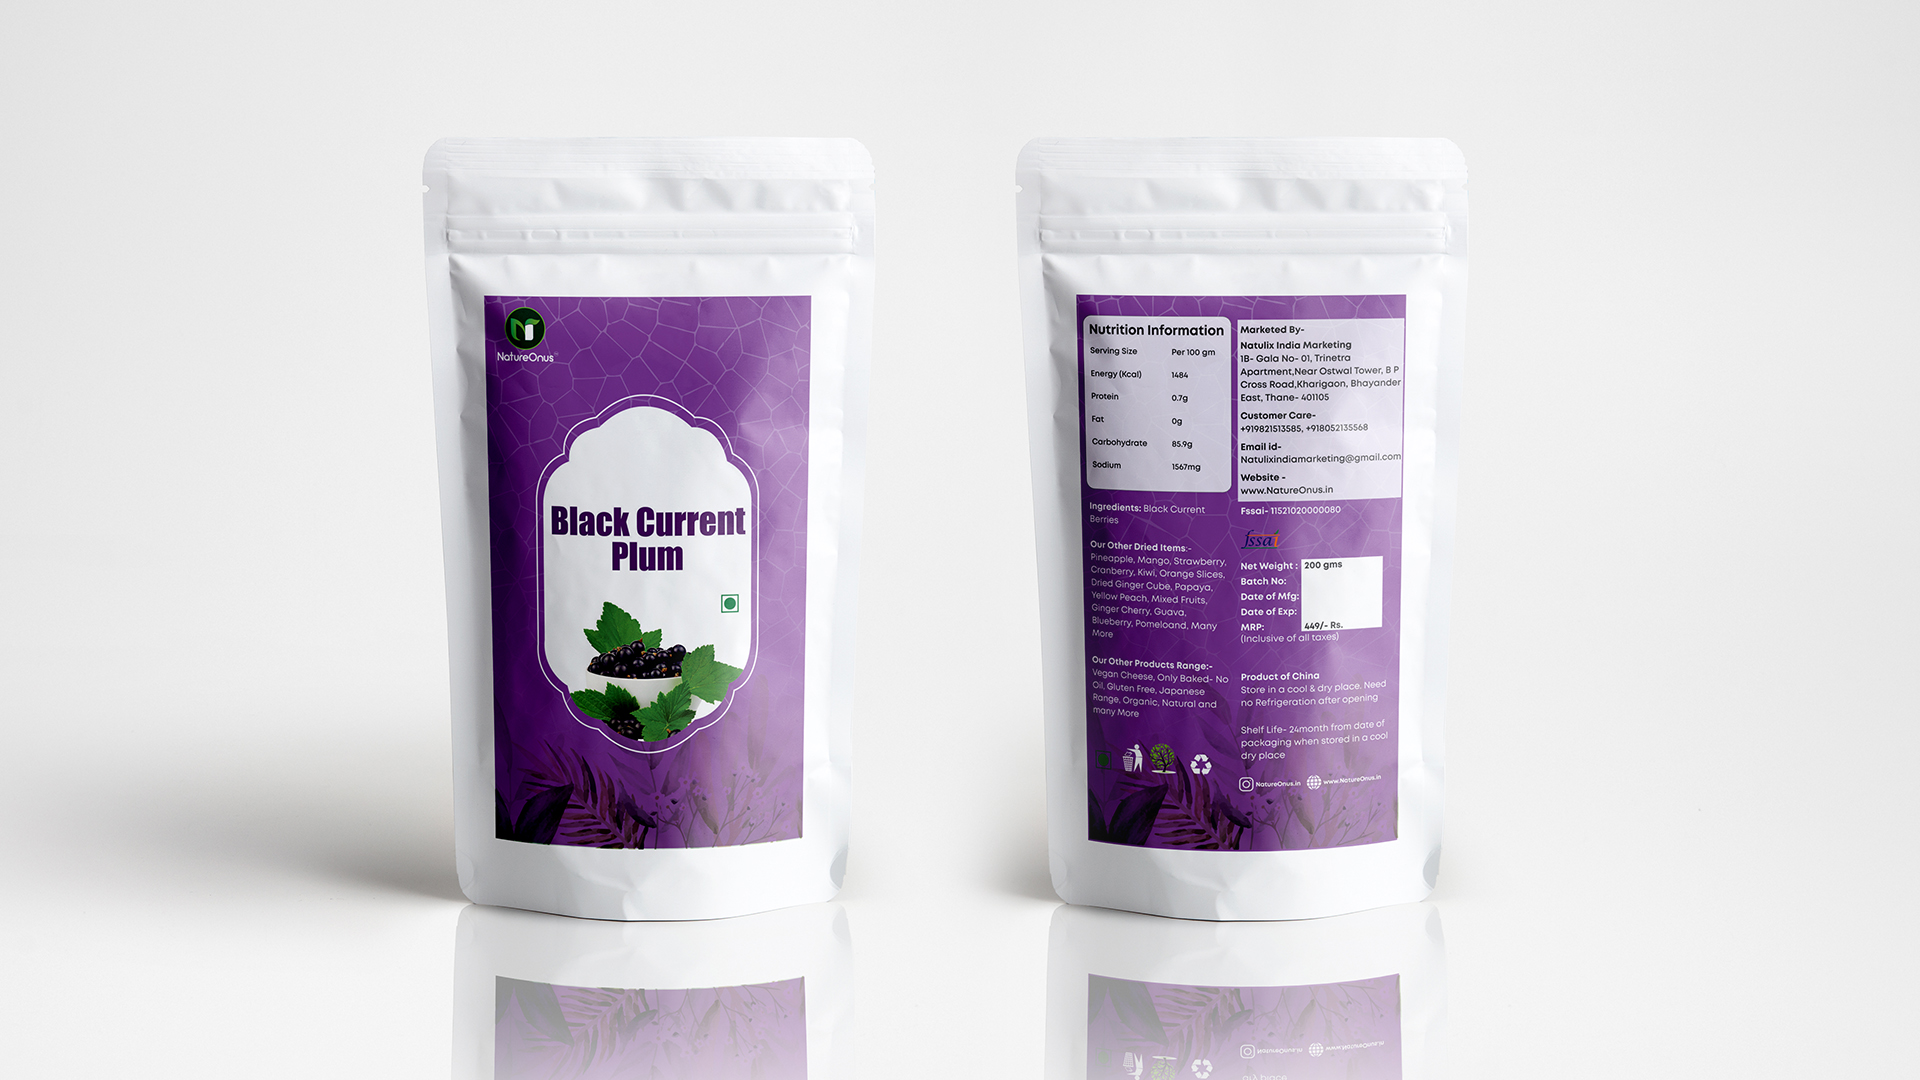 NatureOnus
Black Current
Plum
Nutrition Information
Serving Size Per 100 gm
Energy (Kcal) 1484
Protein 0.7g
Fat 0g
Carbohydrate 85.9g
Sodium 1567mg
Ingredients: Black Current
Berries
Our Other Dried Items:-
Pineapple, Mango, Strawberry,
Cranberry, Kiwi, Orange Slices,
Dried Ginger Cube, Papaya,
Yellow Peach, Mixed Fruits,
Ginger Cherry, Guava,
Blueberry, Pomeloand, Many
More
Our Other Products Range:-
Vegan Cheese, Only Baked- No
Oil, Gluten Free, Japanese
Range, Organic, Natural and
many More
Marketed By-
Natulix India Marketing
1B- Gala No- 01, Trinetra
Apartment,Near Ostwal Tower, B P
Cross Road,Kharigaon, Bhayander
East, Thane- 401105
Customer Care-
+919821513585, +918052135568
Email id-
Natulixindiamarketing@gmail.com
Website -
www.NatureOnus.in
Fssai- 11521020000080
fssai
Net Weight : 200 gms
Batch No:
Date of Mfg:
Date of Exp:
MRP: 449/- Rs.
(Inclusive of all taxes)
Product of China
Store in a cool & dry place. Need
no Refrigeration after opening
Shelf Life- 24month from date of
packaging when stored in a cool
dry place
NatureOnus.in www.NatureOnus.in